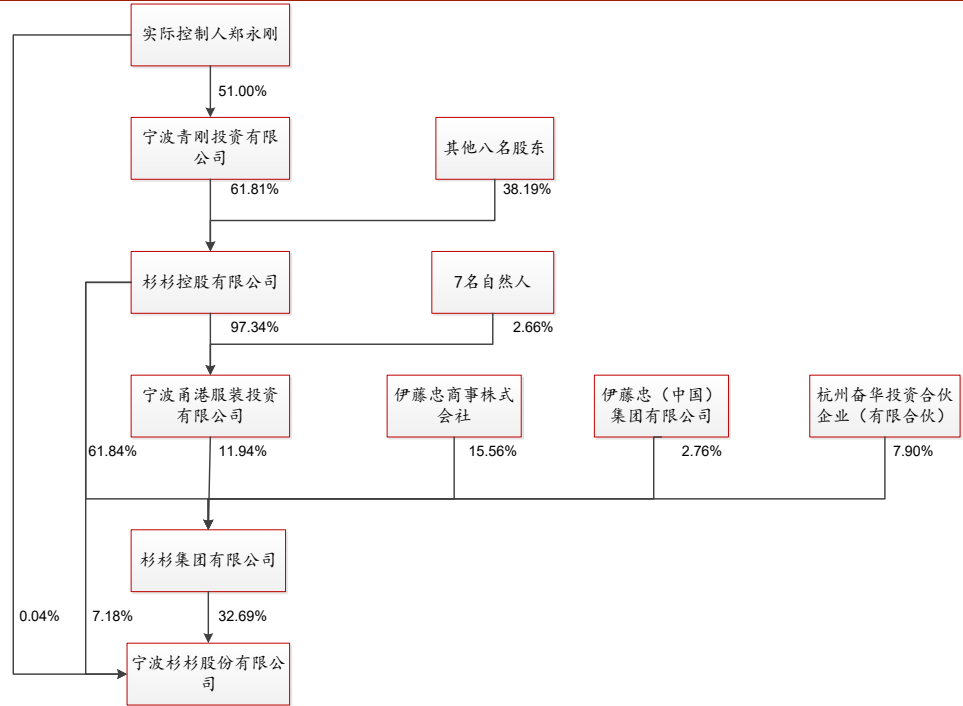 实际控制人郑永刚
51.00%
宁波青刚投资有限
公司
其他八名股东
61.81%
38.19%
杉杉控股有限公司
7名自然人
97.34%
2.66%
宁波甬港服装投资
有限公司
伊藤忠商事株式
会社
伊藤忠（中国）
集团有限公司
杭州奋华投资合伙
企业（有限合伙）
61.84%
11.94%
15.56%
2.76%
7.90%
杉杉集团有限公司
0.04%
7.18%
32.69%
宁波杉杉股份有限公
司